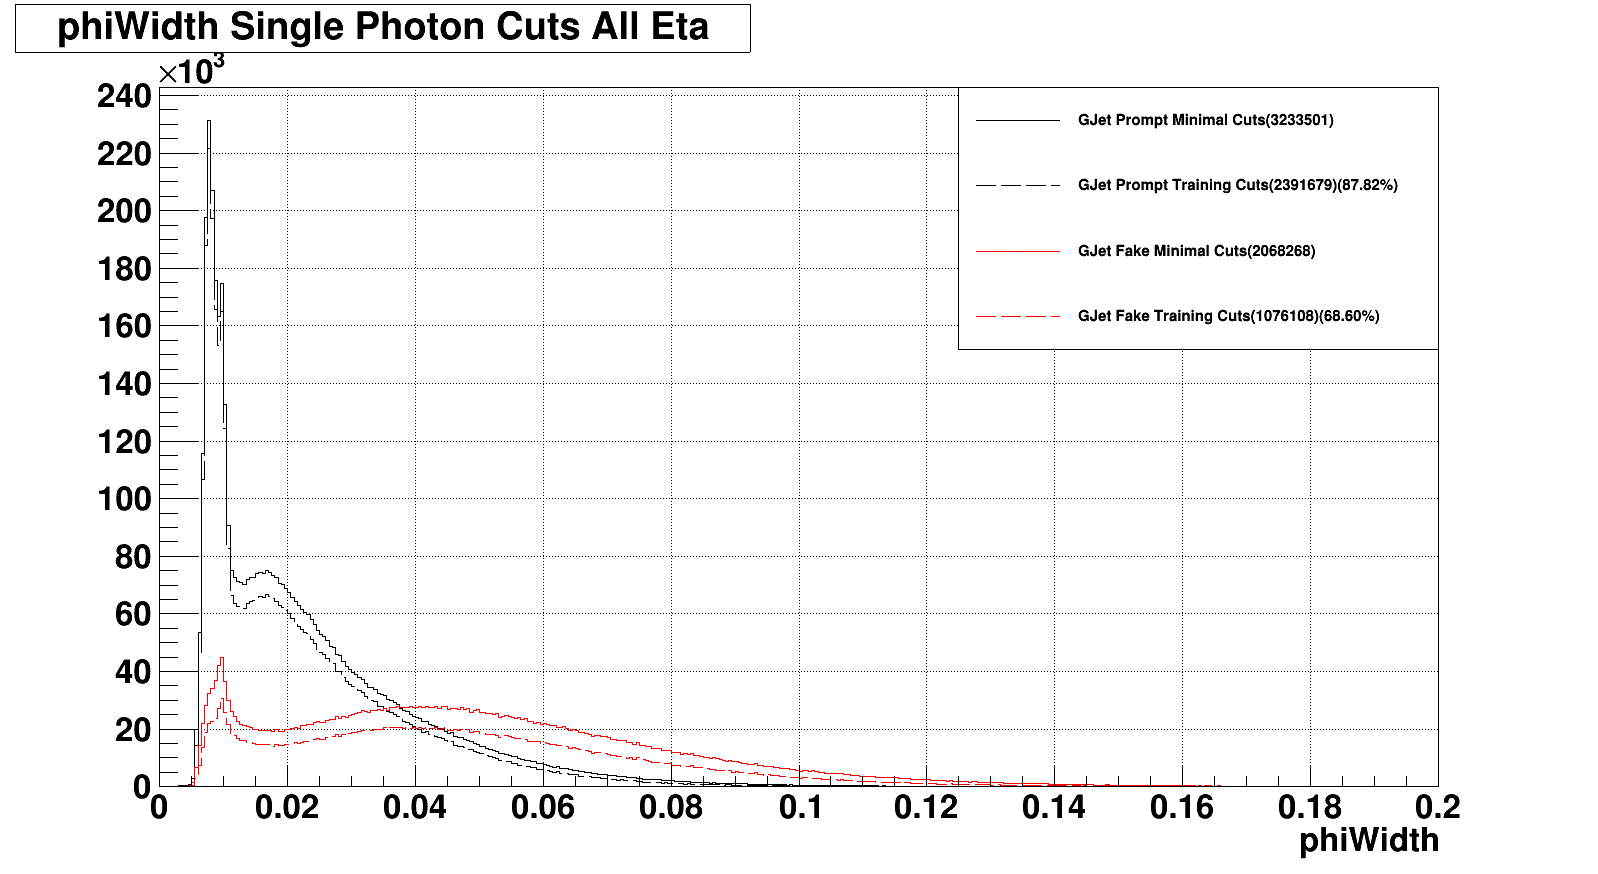 phiWidth Single Photon Cuts All Eta
×10³
240
220
200
180
160
140
120
100
80
60
40
20
0
GJet Prompt Minimal Cuts(3233501)
GJet Prompt Training Cuts(2391679)(87.82%)
GJet Fake Minimal Cuts(2068268)
GJet Fake Training Cuts(1076108)(68.60%)
0 0.02 0.04 0.06 0.08 0.1 0.12 0.14 0.16 0.18 0.2
phiWidth